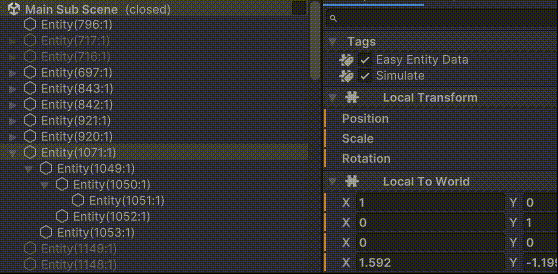 Main Sub Scene (closed)
Entity(796:1)
Entity(717:1)
Entity(716:1)
Entity(697:1)
Entity(843:1)
Entity(842:1)
Entity(921:1)
Entity(920:1)
Entity(1071:1)
Entity(1049:1)
Entity(1050:1)
Entity(1051:1)
Entity(1052:1)
Entity(1053:1)
Entity(1149:1)
Entity(1148:1)
Tags
Easy Entity Data
Simulate
Local Transform
Position
Scale
Rotation
Local To World
X 1 Y 0
X 0 Y 1
X 0 Y 0
X 1.592 Y